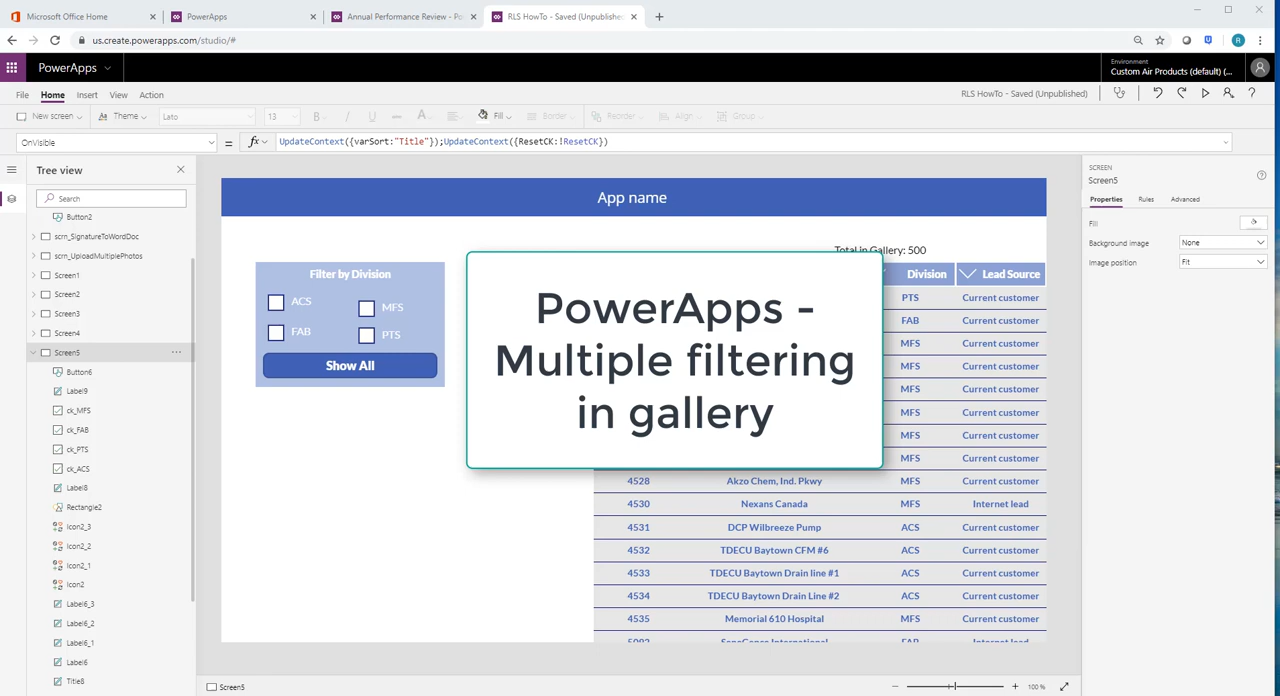 Microsoft Office Home
PowerApps
Annual Performance Review - Po
RLS HowTo - Saved (Unpublished)
us.create.powerapps.com/studio/#
R
PowerApps
Environment
Custom Air Products (default) (...
File Home Insert View Action
RLS HowTo - Saved (Unpublished)
New screen Theme Lato 13 B / U A Fill Border Reorder Align Group
OnVisible = fx UpdateContext({varSort:"Title"});UpdateContext({ResetCK:!ResetCK})
Tree view
Search
Button2
scrn_SignatureToWordDoc
scrn_UploadMultiplePhotos
Screen1
Screen2
Screen3
Screen4
Screen5
Button6
Label9
ck_MFS
ck_FAB
ck_PTS
ck_ACS
Label8
Rectangle2
Icon2_3
Icon2_2
Icon2_1
Icon2
Label6_3
Label6_2
Label6_1
Label6
Title8
App name
Total in Gallery: 500
Filter by Division
ACS MFS
FAB PTS
Show All
PowerApps -
Multiple filtering
in gallery
Division Lead Source
PTS Current customer
FAB Current customer
MFS Current customer
MFS Current customer
MFS Current customer
MFS Current customer
MFS Current customer
MFS Current customer
4528 Akzo Chem, Ind. Pkwy MFS Current customer
4530 Nexans Canada MFS Internet lead
4531 DCP Wilbreeze Pump ACS Current customer
4532 TDECU Baytown CFM #6 ACS Current customer
4533 TDECU Baytown Drain line #1 ACS Current customer
4534 TDECU Baytown Drain Line #2 ACS Current customer
4535 Memorial 610 Hospital MFS Current customer
FAB Internet lead
SCREEN
Screen5
Properties Rules Advanced
Fill
Background image None
Image position Fit
Screen5
100 %